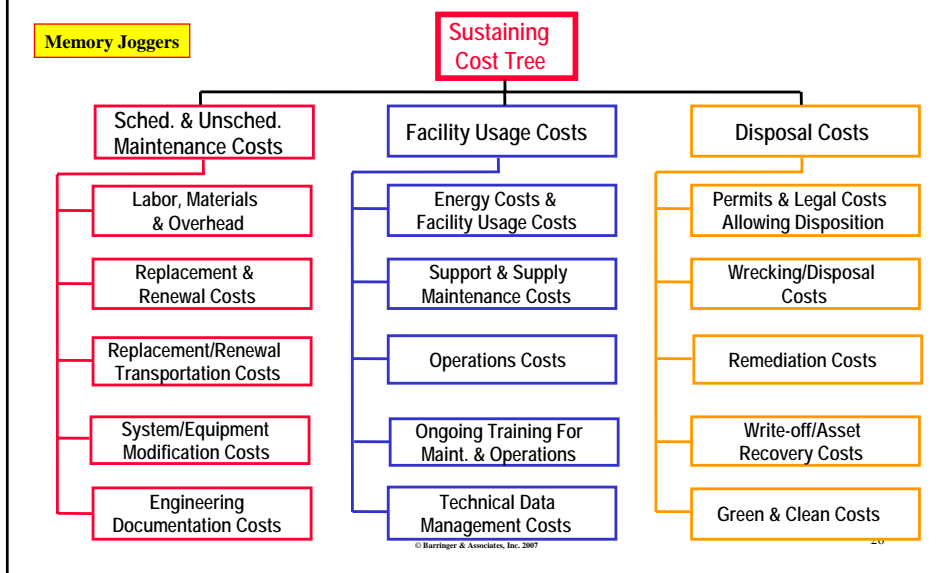 Memory Joggers
Sustaining
Cost Tree
Sched. & Unsched.
Maintenance Costs
Facility Usage Costs
Disposal Costs
Labor, Materials
& Overhead
Energy Costs &
Facility Usage Costs
Permits & Legal Costs
Allowing Disposition
Replacement &
Renewal Costs
Support & Supply
Maintenance Costs
Wrecking/Disposal
Costs
Replacement/Renewal
Transportation Costs
Operations Costs
Remediation Costs
System/Equipment
Modification Costs
Ongoing Training For
Maint. & Operations
Write-off/Asset
Recovery Costs
Engineering
Documentation Costs
Technical Data
Management Costs
Green & Clean Costs
© Barringer & Associates, Inc. 2007